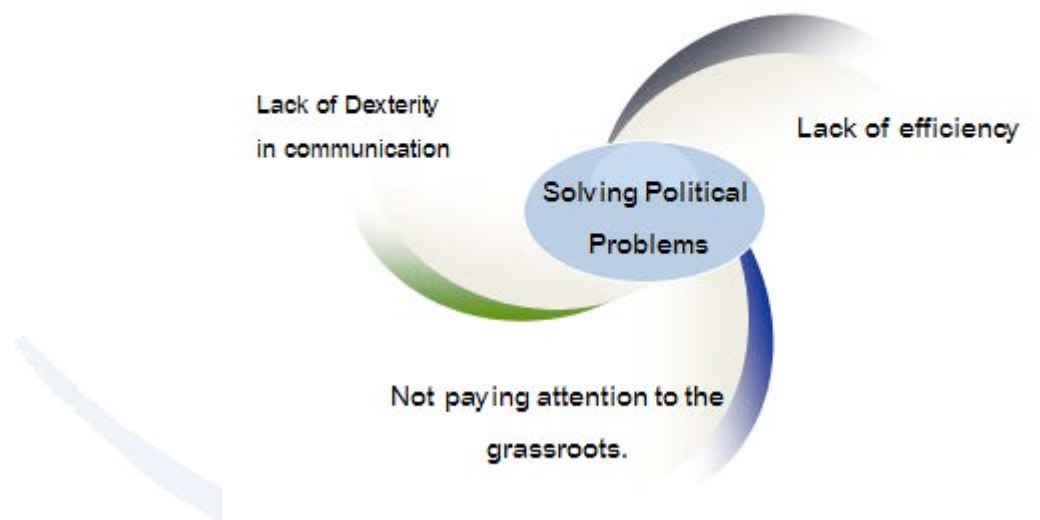 Lack of Dexterity
in communication
Lack of efficiency
Solving Political
Problems
Not paying attention to the
grassroots.